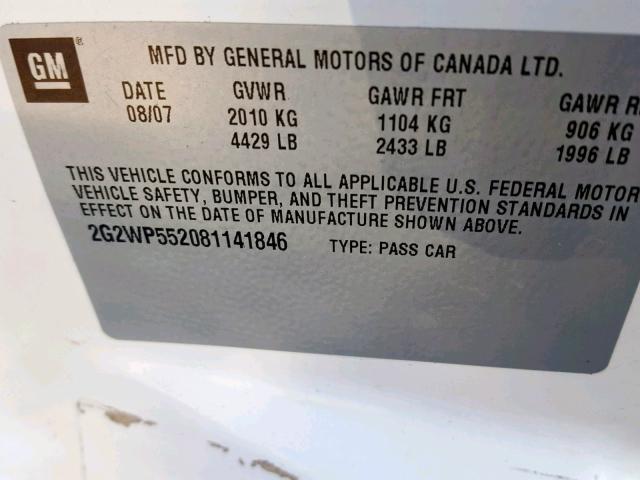 GM ®
MFD BY GENERAL MOTORS OF CANADA LTD.
DATE GVWR GAWR FRT GAWR R
08/07 2010 KG 1104 KG 906 KG
4429 LB 2433 LB 1996 LB
THIS VEHICLE CONFORMS TO ALL APPLICABLE U.S. FEDERAL MOTOR
VEHICLE SAFETY, BUMPER, AND THEFT PREVENTION STANDARDS IN
EFFECT ON THE DATE OF MANUFACTURE SHOWN ABOVE.
2G2WP552081141846 TYPE: PASS CAR